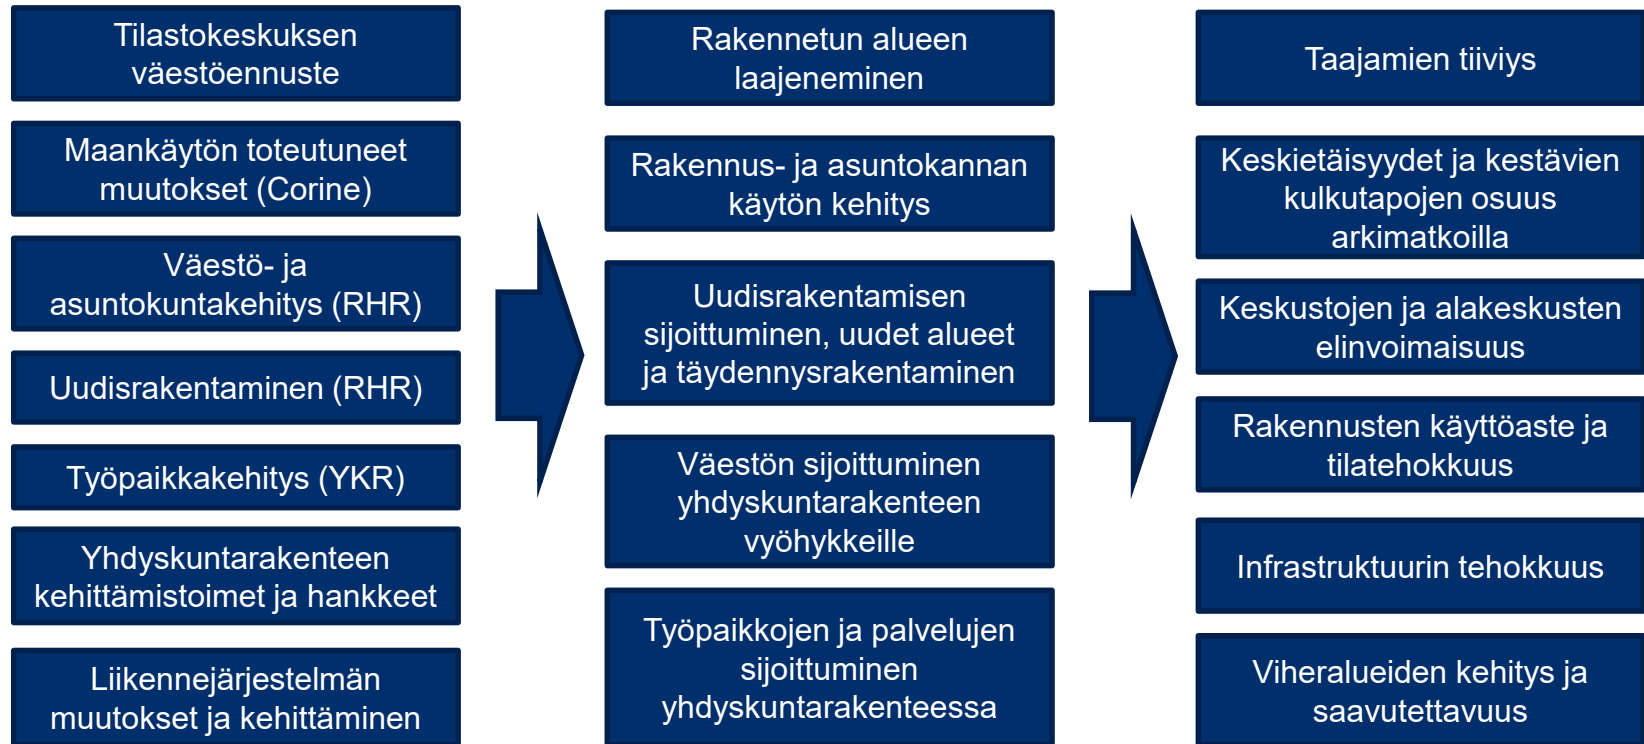 Tilastokeskuksen
väestöennuste
Maankäytön toteutuneet
muutokset (Corine)
Väestö- ja
asuntokuntakehitys (RHR)
Uudisrakentaminen (RHR)
Työpaikkakehitys (YKR)
Yhdyskuntarakenteen
kehittämistoimet ja hankkeet
Liikennejärjestelmän
muutokset ja kehittäminen
Rakennetun alueen
laajeneminen
Rakennus- ja asuntokannan
käytön kehitys
Uudisrakentamisen
sijoittuminen, uudet alueet
ja täydennysrakentaminen
Väestön sijoittuminen
yhdyskuntarakenteen
vyöhykkeille
Työpaikkojen ja palvelujen
sijoittuminen
yhdyskuntarakenteessa
Taajamien tiiviys
Keskietäisyydet ja kestävien
kulkutapojen osuus
arkimatkoilla
Keskustojen ja alakeskusten
elinvoimaisuus
Rakennusten käyttöaste ja
tilatehokkuus
Infrastruktuurin tehokkuus
Viheralueiden kehitys ja
saavutettavuus